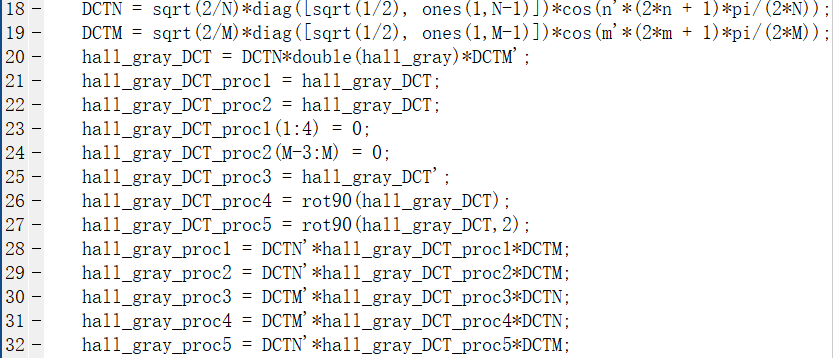 18 - DCTN = sqrt(2/N)*diag([sqrt(1/2), ones(1,N-1)])*cos(n'*(2*n + 1)*pi/(2*N));
19 - DCTM = sqrt(2/M)*diag([sqrt(1/2), ones(1,M-1)])*cos(m'*(2*m + 1)*pi/(2*M));
20 - hall_gray_DCT = DCTN*double(hall_gray)*DCTM';
21 - hall_gray_DCT_proc1 = hall_gray_DCT;
22 - hall_gray_DCT_proc2 = hall_gray_DCT;
23 - hall_gray_DCT_proc1(1:4) = 0;
24 - hall_gray_DCT_proc2(M-3:M) = 0;
25 - hall_gray_DCT_proc3 = hall_gray_DCT';
26 - hall_gray_DCT_proc4 = rot90(hall_gray_DCT);
27 - hall_gray_DCT_proc5 = rot90(hall_gray_DCT,2);
28 - hall_gray_proc1 = DCTN'*hall_gray_DCT_proc1*DCTM;
29 - hall_gray_proc2 = DCTN'*hall_gray_DCT_proc2*DCTM;
30 - hall_gray_proc3 = DCTM'*hall_gray_DCT_proc3*DCTN;
31 - hall_gray_proc4 = DCTM'*hall_gray_DCT_proc4*DCTN;
32 - hall_gray_proc5 = DCTN'*hall_gray_DCT_proc5*DCTM;